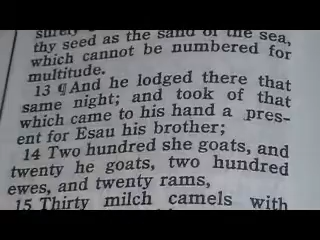 surely
thy seed as the sand of the sea,
which cannot be numbered for
multitude.
13 ¶ And he lodged there that
same night; and took of that
which came to his hand a pres-
ent for Esau his brother;
14 Two hundred she goats, and
twenty he goats, two hundred
ewes, and twenty rams,
15 Thirty milch camels with